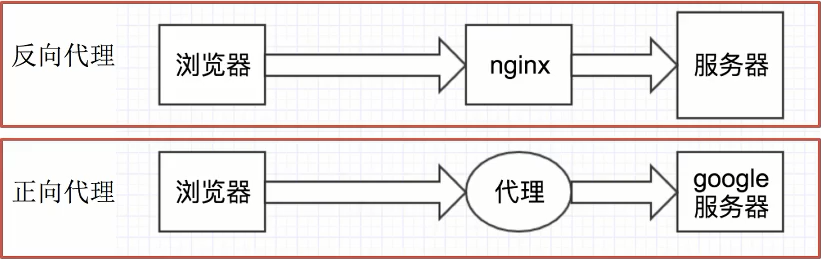 反向代理
浏览器
nginx
服务器
正向代理
浏览器
代理
google
服务器